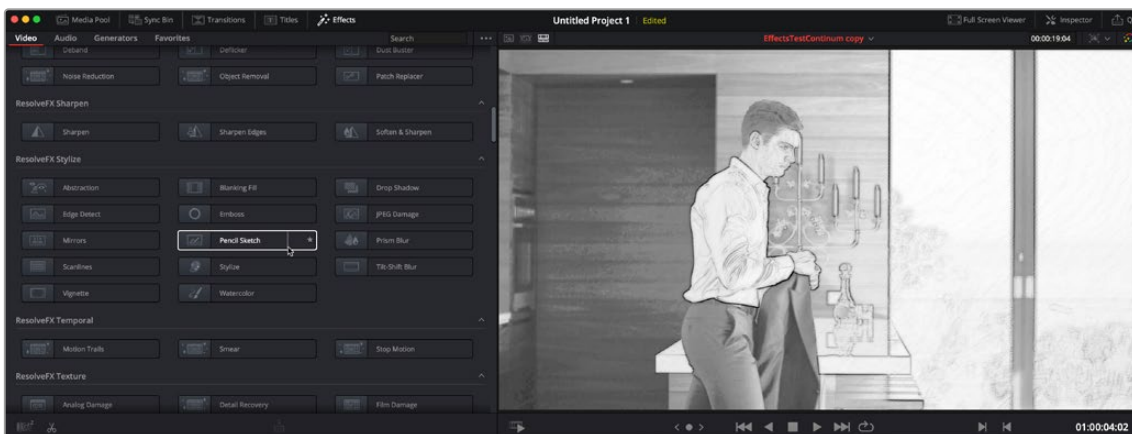 Media Pool Sync Bin Transitions Titles Effects Untitled Project 1 Edited Full Screen Viewer Inspector
Video Audio Generators Favorites Search ••• EffectsTestContinum copy 00:00:19:04
Deband Deflicker Dust Buster
Noise Reduction Object Removal Patch Replacer
ResolveFX Sharpen
Sharpen Sharpen Edges Soften & Sharpen
ResolveFX Stylize
Abstraction Blanking Fill Drop Shadow
Edge Detect Emboss JPEG Damage
Mirrors Pencil Sketch Prism Blur
Scanlines Stylize Tilt-Shift Blur
Vignette Watercolor
ResolveFX Temporal
Motion Trails Smear Stop Motion
ResolveFX Texture
Analog Damage Detail Recovery Film Damage
01:00:04:02